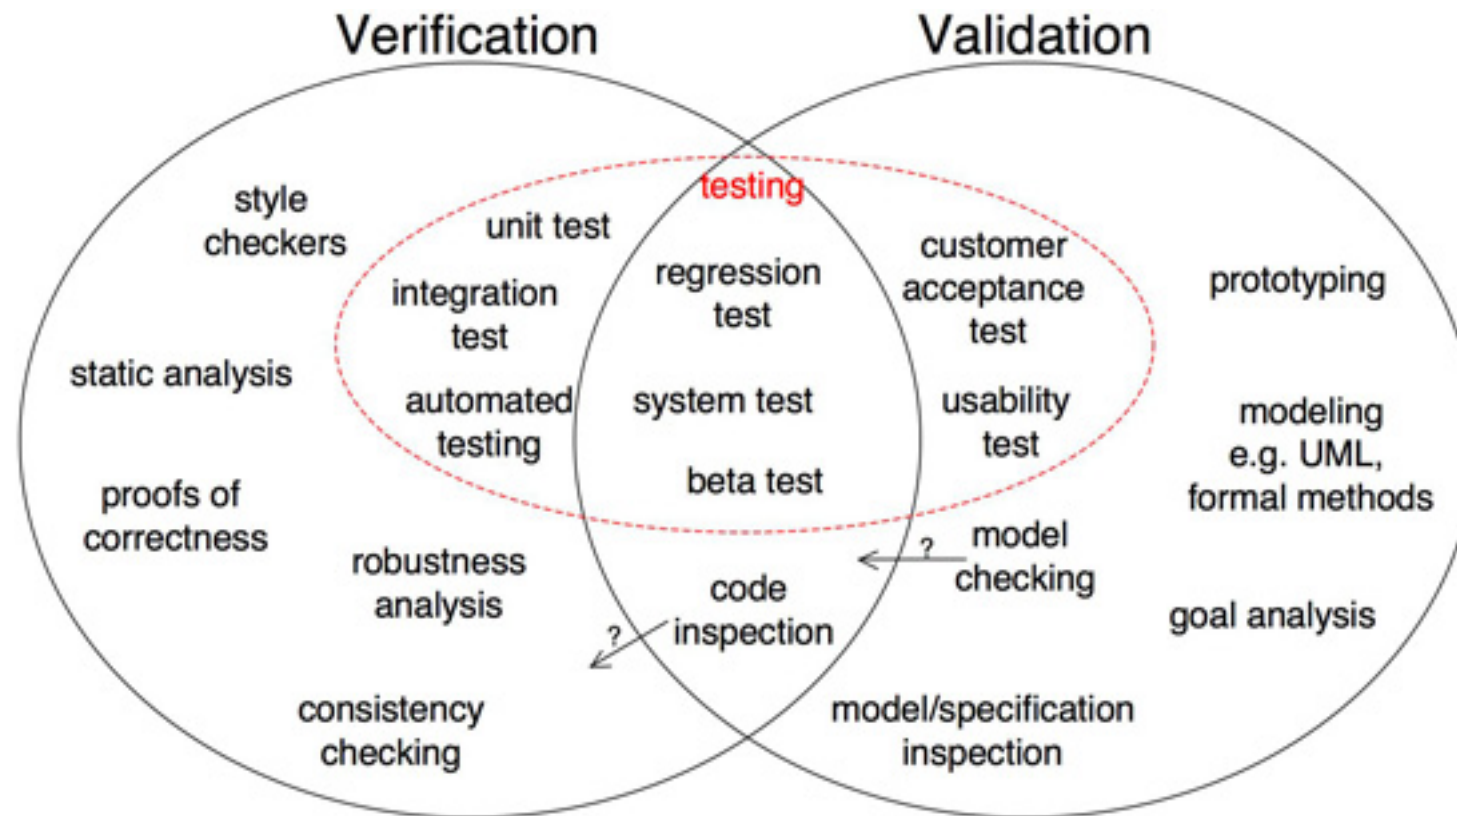 Verification
Validation
style
checkers
unit test
integration
test
automated
testing
static analysis
proofs of
correctness
robustness
analysis
consistency
checking
testing
regression
test
system test
beta test
code
inspection
?
customer
acceptance
test
usability
test
?
model
checking
model/specification
inspection
prototyping
modeling
e.g. UML,
formal methods
goal analysis